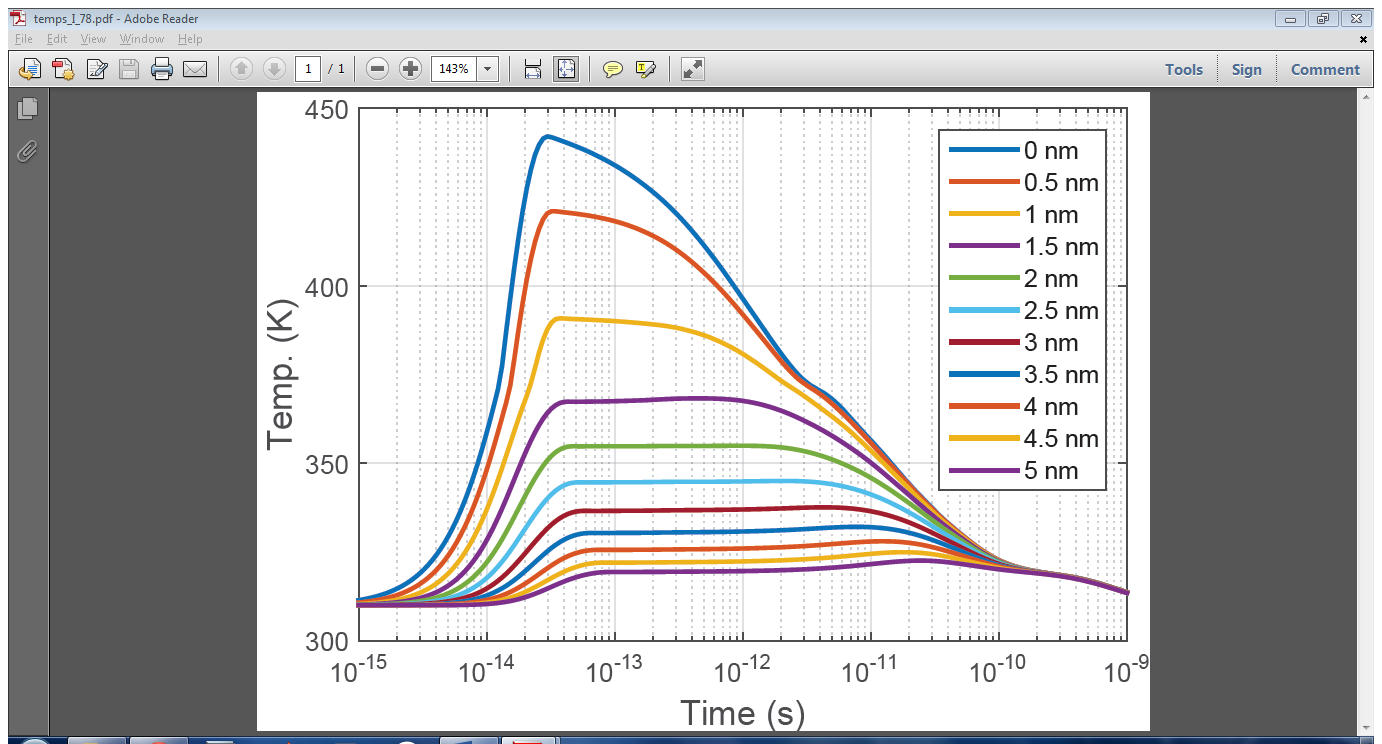 temps_I_78.pdf - Adobe Reader
File Edit View Window Help
1 / 1 143% Tools Sign Comment
450
400
350
300
Temp. (K)
0 nm
0.5 nm
1 nm
1.5 nm
2 nm
2.5 nm
3 nm
3.5 nm
4 nm
4.5 nm
5 nm
10⁻¹⁵ 10⁻¹⁴ 10⁻¹³ 10⁻¹² 10⁻¹¹ 10⁻¹⁰ 10⁻⁹
Time (s)